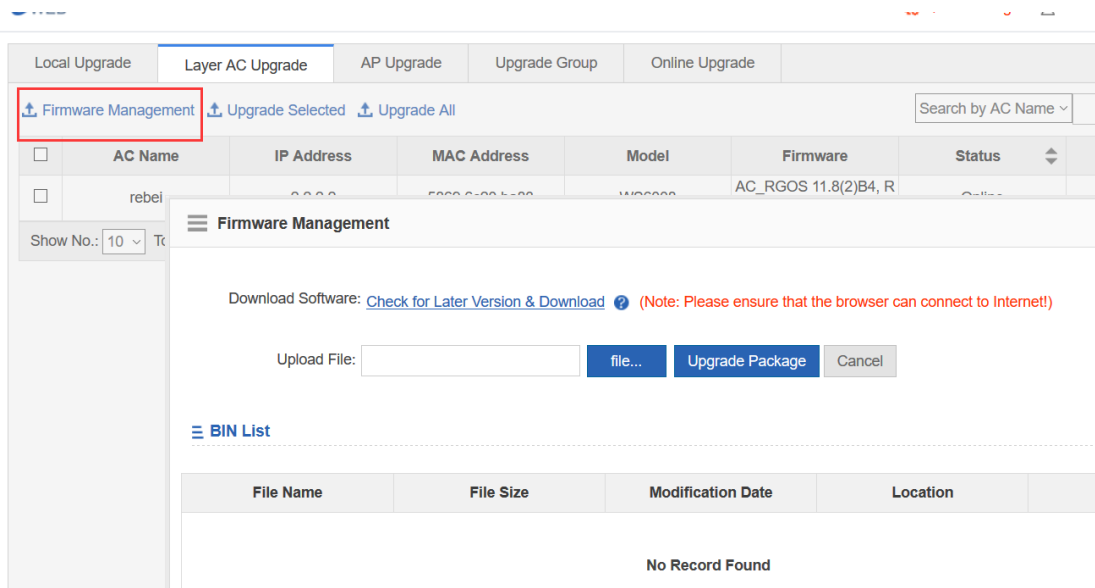 Local Upgrade Layer AC Upgrade AP Upgrade Upgrade Group Online Upgrade
Firmware Management Upgrade Selected Upgrade All Search by AC Name
AC Name IP Address MAC Address Model Firmware Status
rebei AC_RGOS 11.8(2)B4, R
Show No.: 10
Firmware Management
Download Software: Check for Later Version & Download ? (Note: Please ensure that the browser can connect to Internet!)
Upload File: file... Upgrade Package Cancel
BIN List
File Name File Size Modification Date Location
No Record Found